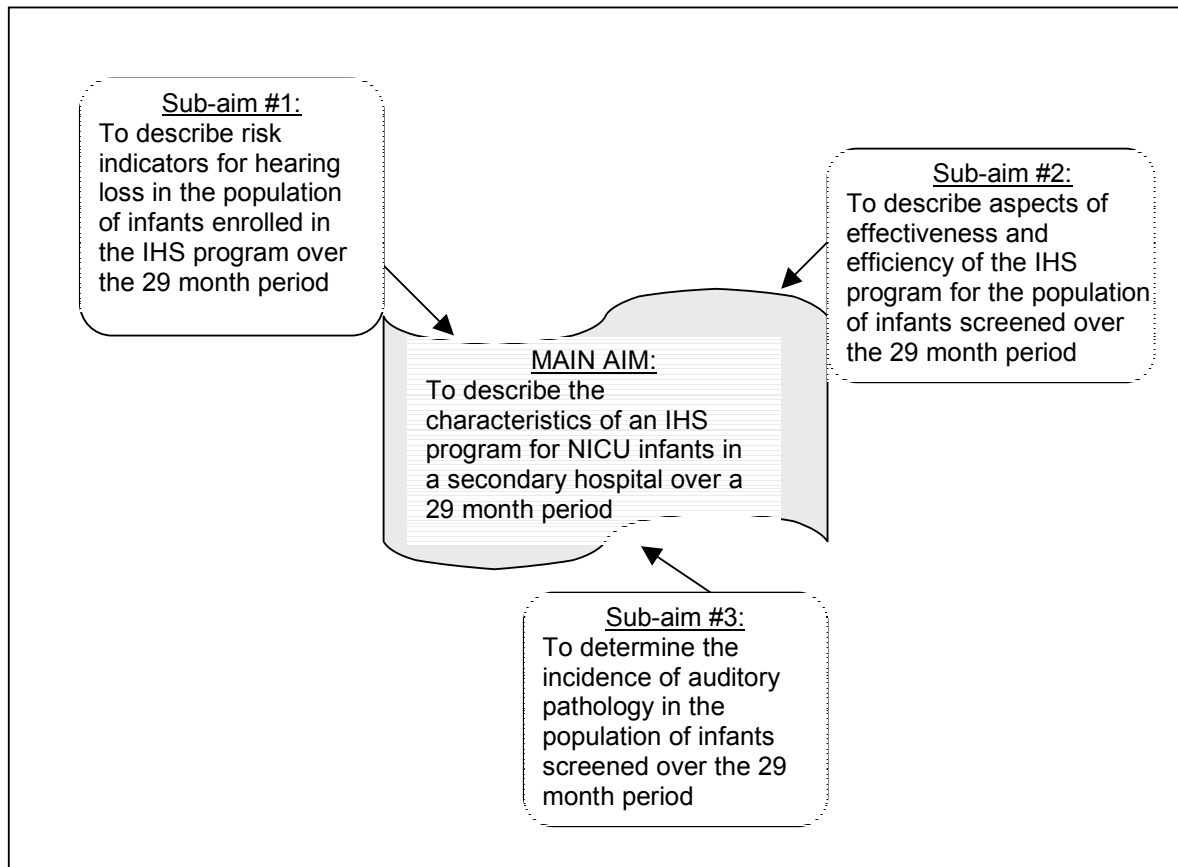 Sub-aim #1:
To describe risk
indicators for hearing
loss in the population
of infants enrolled in
the IHS program over
the 29 month period
Sub-aim #2:
To describe aspects of
effectiveness and
efficiency of the IHS
program for the population
of infants screened over
the 29 month period
MAIN AIM:
To describe the
characteristics of an IHS
program for NICU infants in
a secondary hospital over a
29 month period
Sub-aim #3:
To determine the
incidence of auditory
pathology in the
population of infants
screened over the 29
month period